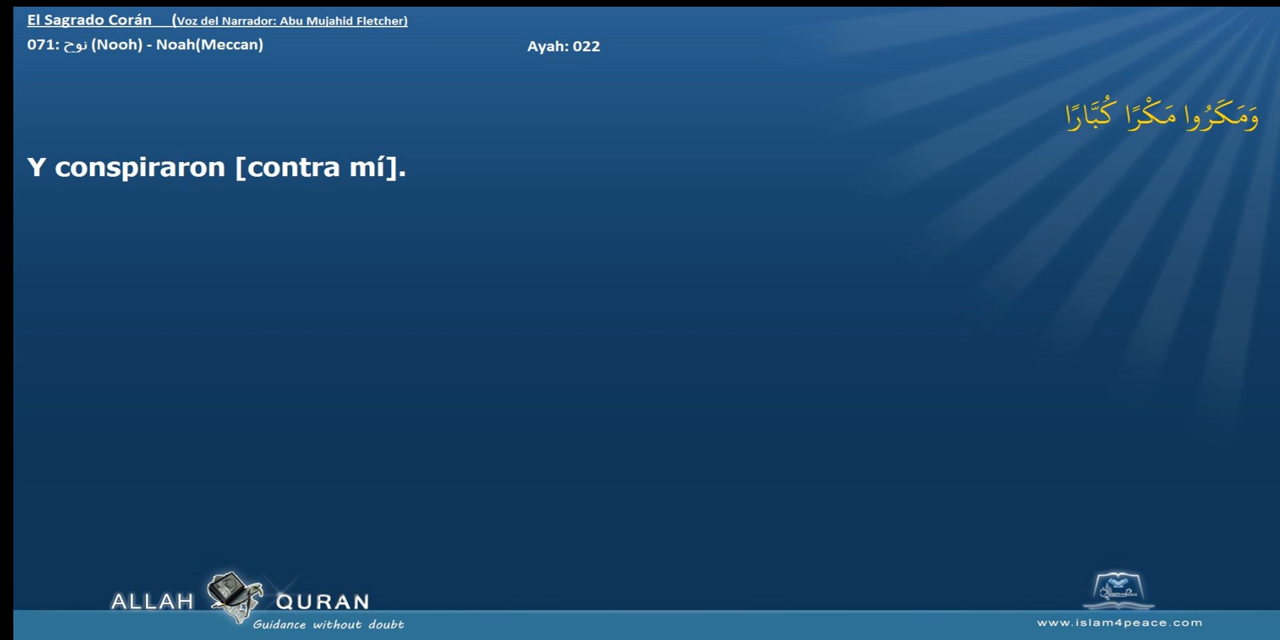 El Sagrado Corán (Voz del Narrador: Abu Mujahid Fletcher)
071: نوح (Nooh) - Noah(Meccan)
Ayah: 022
وَمَكَرُوا مَكْرًا كُبَّارًا
Y conspiraron [contra mí].
ALLAH QURAN
Guidance without doubt
www.islam4peace.com